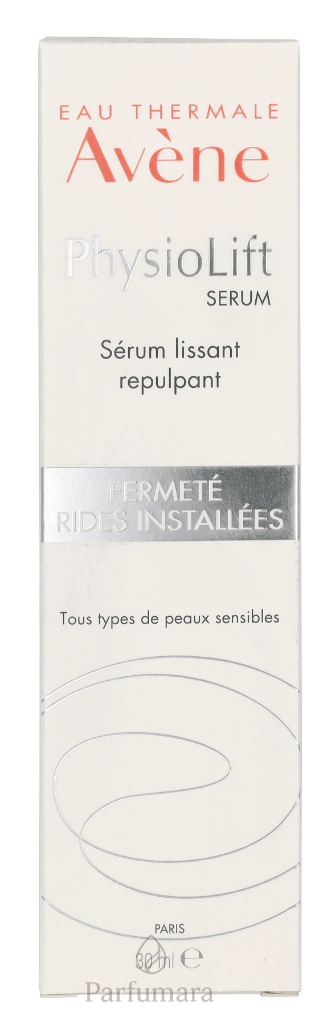 EAU THERMALE
Avène
PhysioLift
SERUM
Sérum lissant
repulpant
FERMETÉ
RIDES INSTALLÉES
Tous types de peaux sensibles
PARIS
30 ml ℮
Parfumara